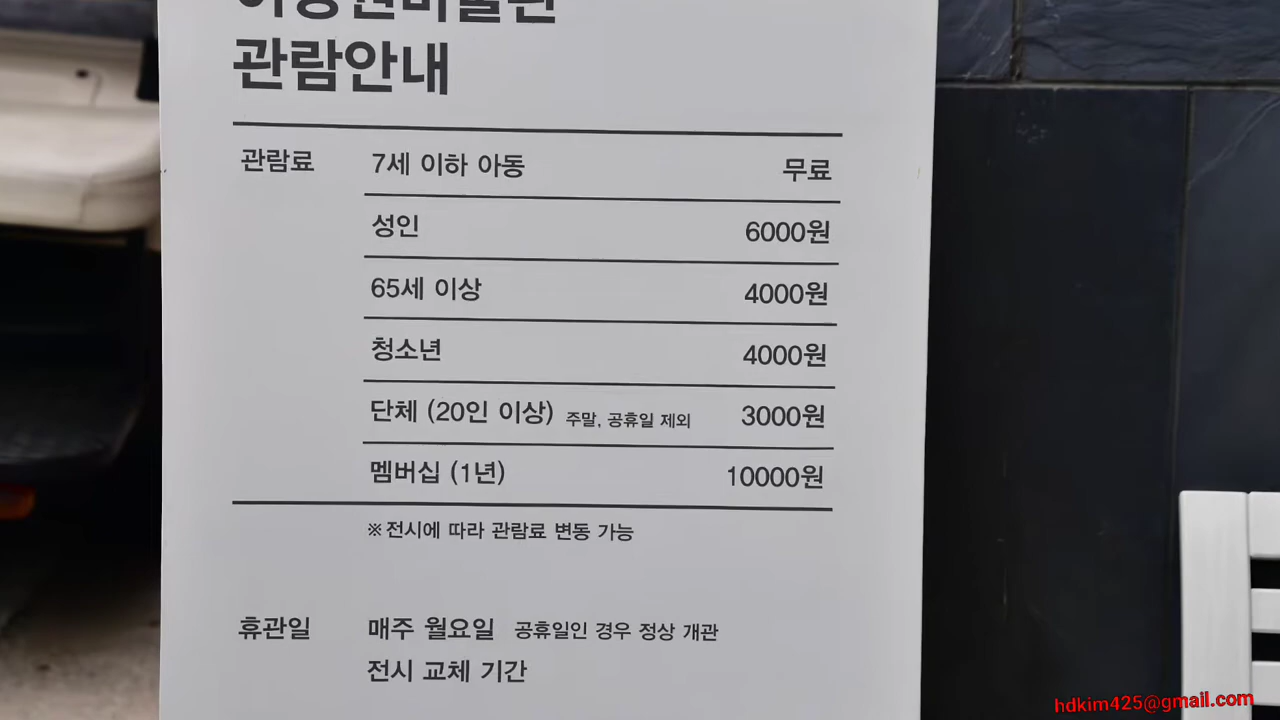 관람안내
관람료 7세 이하 아동 무료
성인 6000원
65세 이상 4000원
청소년 4000원
단체 (20인 이상) 주말, 공휴일 제외 3000원
멤버십 (1년) 10000원
※ 전시에 따라 관람료 변동 가능
휴관일 매주 월요일 공휴일인 경우 정상 개관
전시 교체 기간
hdkim425@gmail.com